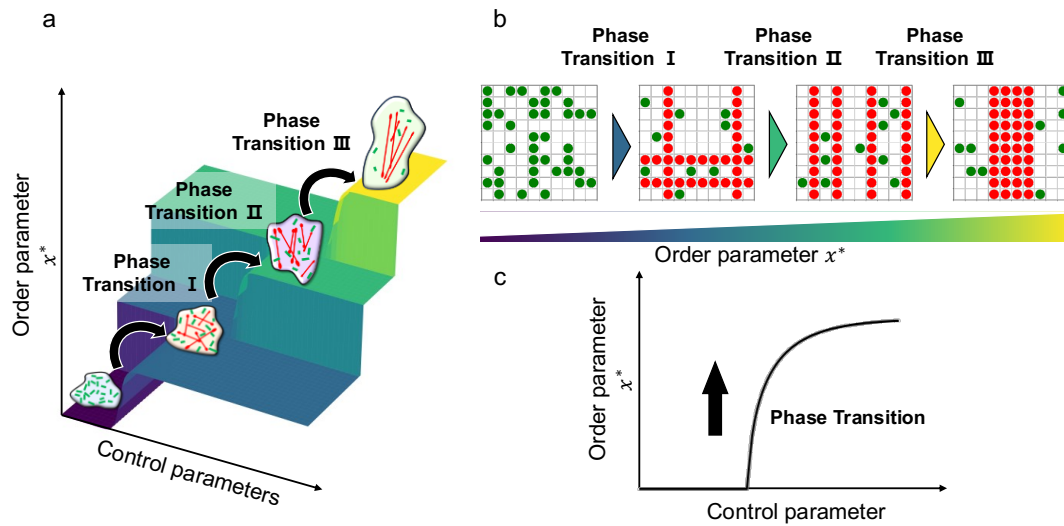 a
Order parameter
x*
Phase
Transition Ⅰ
Phase
Transition Ⅱ
Phase
Transition Ⅲ
Control parameters
b
Phase
Transition Ⅰ
Phase
Transition Ⅱ
Phase
Transition Ⅲ
Order parameter x*
c
Order parameter
x*
Phase Transition
Control parameter